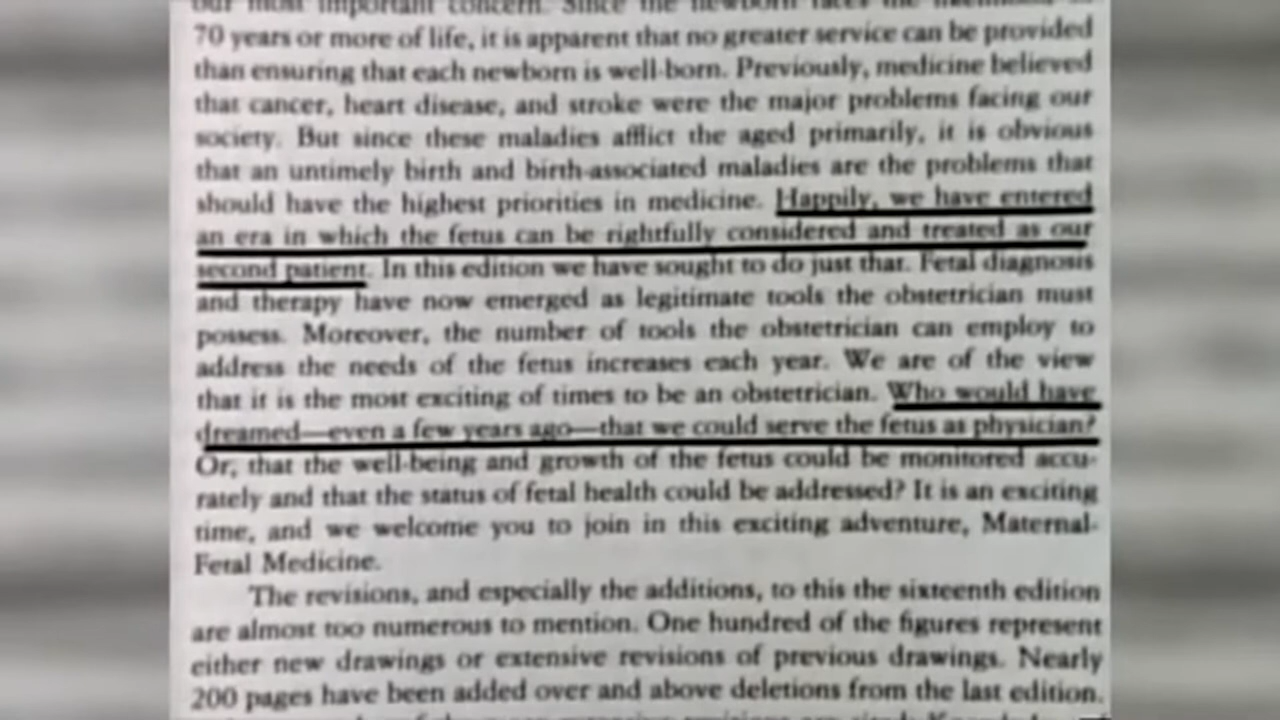 our most important concern. Since the newborn faces the
70 years or more of life, it is apparent that no greater service can be provided
than ensuring that each newborn is well-born. Previously, medicine believed
that cancer, heart disease, and stroke were the major problems facing our
society. But since these maladies afflict the aged primarily, it is obvious
that an untimely birth and birth-associated maladies are the problems that
should have the highest priorities in medicine. Happily, we have entered
an era in which the fetus can be rightfully considered and treated as our
second patient. In this edition we have sought to do just that. Fetal diagnosis
and therapy have now emerged as legitimate tools the obstetrician must
possess. Moreover, the number of tools the obstetrician can employ to
address the needs of the fetus increases each year. We are of the view
that it is the most exciting of times to be an obstetrician. Who would have
dreamed—even a few years ago—that we could serve the fetus as physician?
Or, that the well-being and growth of the fetus could be monitored accu-
rately and that the status of fetal health could be addressed? It is an exciting
time, and we welcome you to join in this exciting adventure, Maternal-
Fetal Medicine.
The revisions, and especially the additions, to this the sixteenth edition
are almost too numerous to mention. One hundred of the figures represent
either new drawings or extensive revisions of previous drawings. Nearly
200 pages have been added over and above deletions from the last edition.